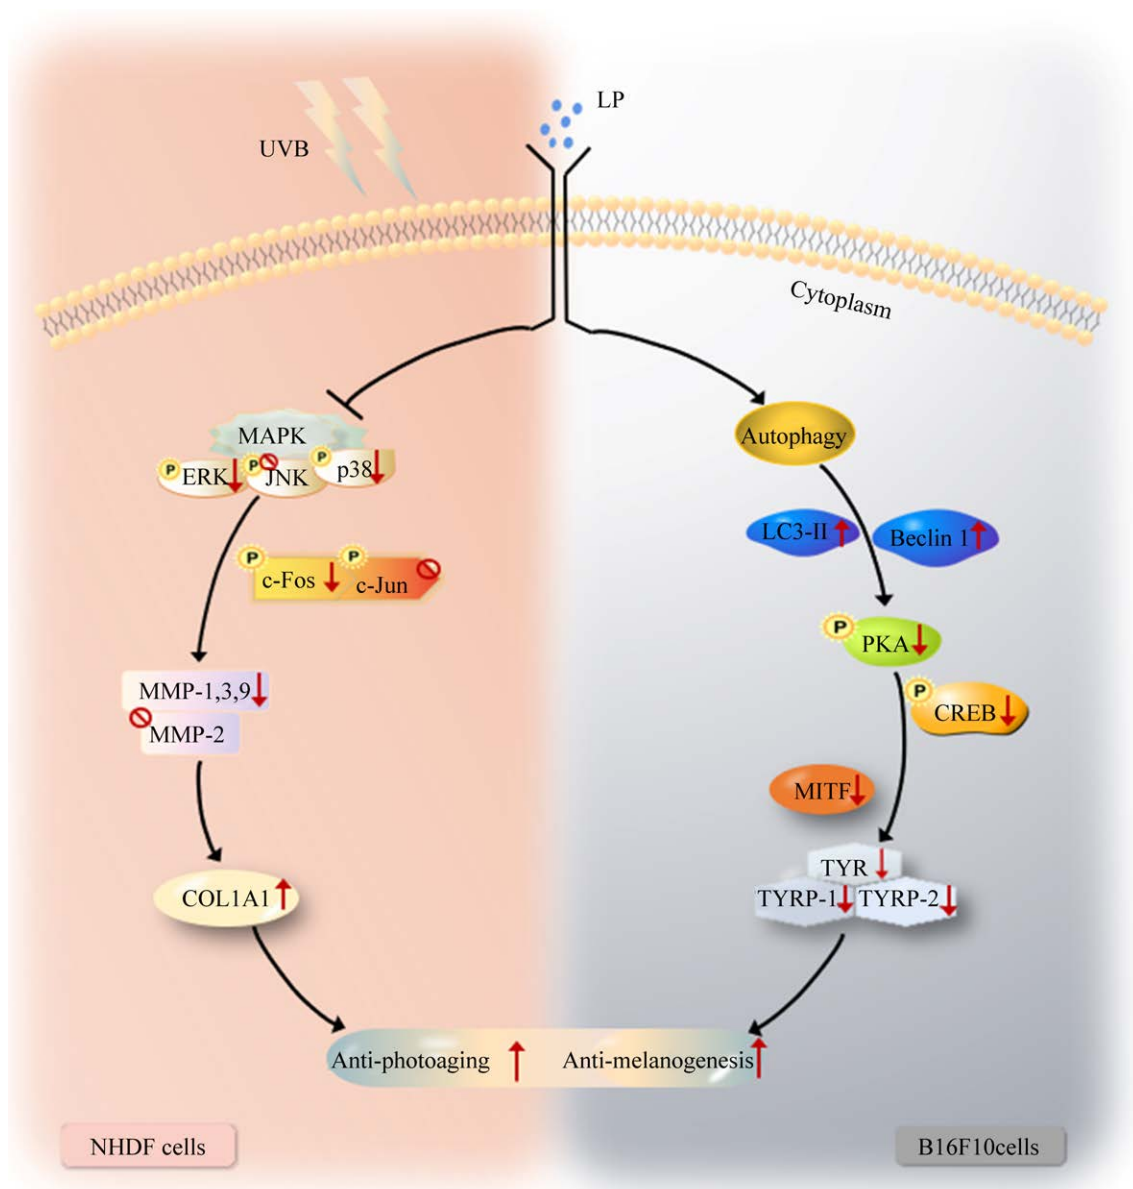 LP
UVB
Cytoplasm
MAPK
P ERK P JNK P p38
P c-Fos P c-Jun
MMP-1,3,9
MMP-2
COL1A1
Autophagy
LC3-II Beclin 1
P PKA
P CREB
MITF
TYR
TYRP-1 TYRP-2
Anti-photoaging Anti-melanogenesis
NHDF cells
B16F10cells